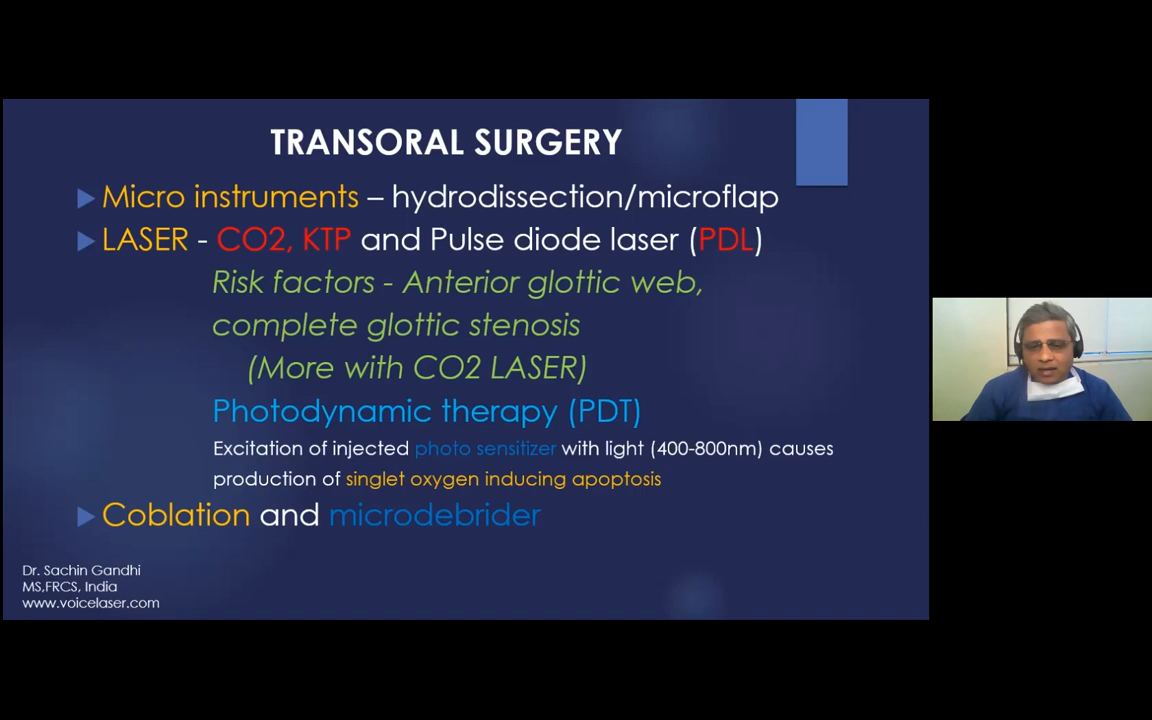 TRANSORAL SURGERY
Micro instruments – hydrodissection/microflap
LASER - CO2, KTP and Pulse diode laser (PDL)
Risk factors - Anterior glottic web,
complete glottic stenosis
(More with CO2 LASER)
Photodynamic therapy (PDT)
Excitation of injected photo sensitizer with light (400-800nm) causes
production of singlet oxygen inducing apoptosis
Coblation and microdebrider
Dr. Sachin Gandhi
MS,FRCS, India
www.voicelaser.com